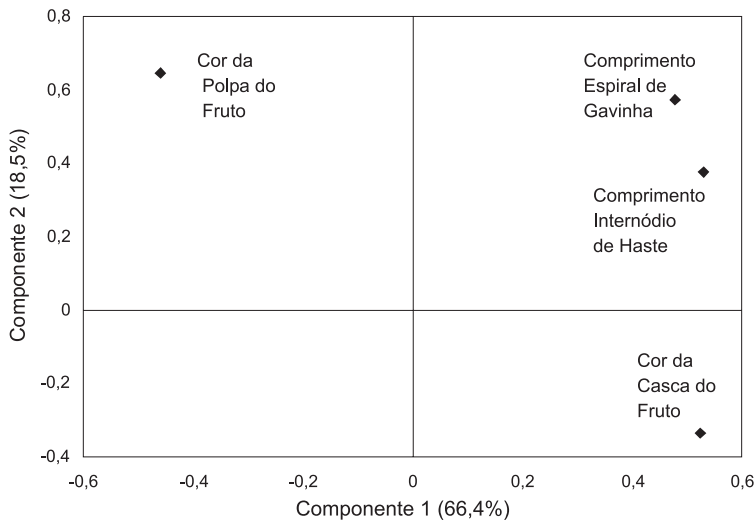 0,8
0,6
0,4
0,2
0
-0,2
-0,4
Componente 2 (18,5%)
Cor da
Polpa do
Fruto
Comprimento
Espiral de
Gavinha
Comprimento
Internódio
de Haste
Cor da
Casca do
Fruto
-0,6
-0,4
-0,2
0
0,2
0,4
0,6
Componente 1 (66,4%)